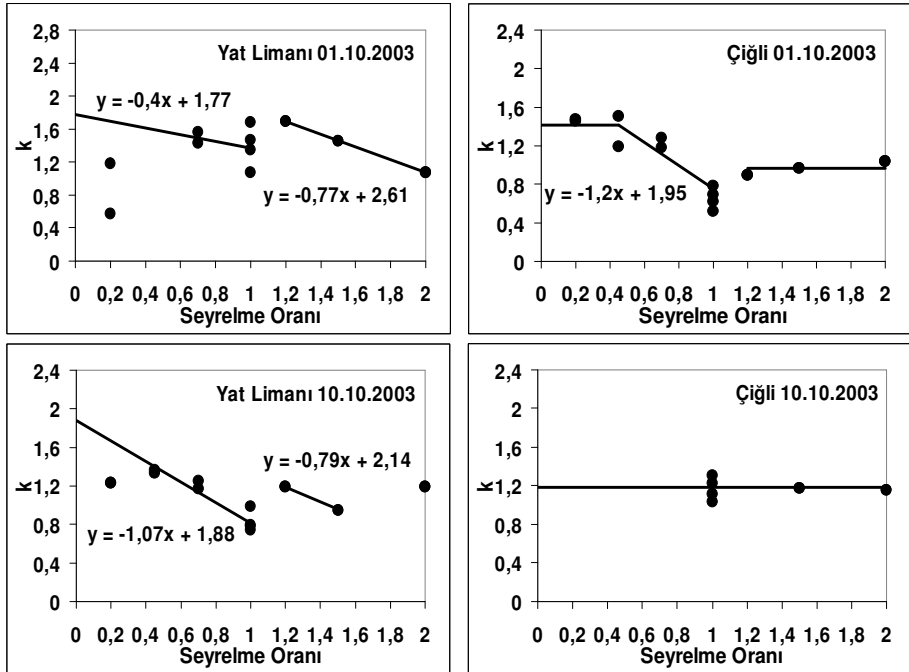 Yat Limanı 01.10.2003
y = -0,4x + 1,77
y = -0,77x + 2,61
k
2,8
2,4
2
1,6
1,2
0,8
0,4
0
0 0,2 0,4 0,6 0,8 1 1,2 1,4 1,6 1,8 2
Seyrelme Oranı
Çiğli 01.10.2003
y = -1,2x + 1,95
k
2,4
2
1,6
1,2
0,8
0,4
0
0 0,2 0,4 0,6 0,8 1 1,2 1,4 1,6 1,8 2
Seyrelme Oranı
Yat Limanı 10.10.2003
y = -0,79x + 2,14
y = -1,07x + 1,88
k
2,4
2
1,6
1,2
0,8
0,4
0
0 0,2 0,4 0,6 0,8 1 1,2 1,4 1,6 1,8 2
Seyrelme Oranı
Çiğli 10.10.2003
k
2,4
2
1,6
1,2
0,8
0,4
0
0 0,2 0,4 0,6 0,8 1 1,2 1,4 1,6 1,8 2
Seyrelme Oranı